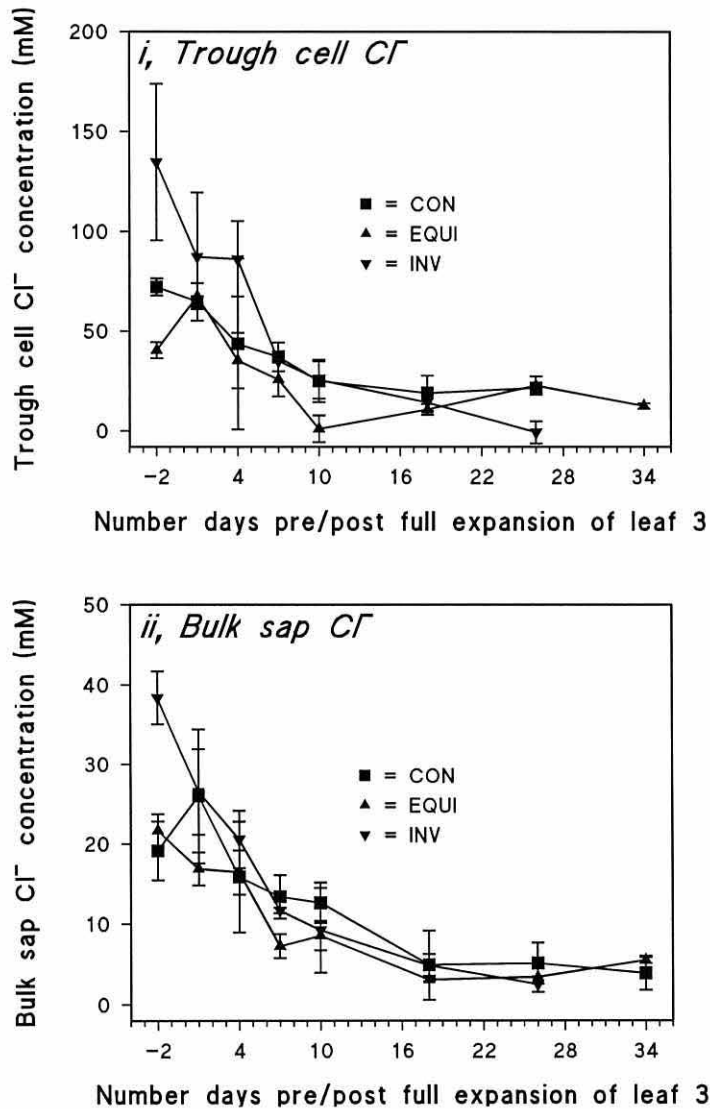 i, Trough cell Cl⁻
Trough cell Cl⁻ concentration (mM)
200
150
100
50
0
■ = CON
▲ = EQUI
▼ = INV
−2 4 10 16 22 28 34
Number days pre/post full expansion of leaf 3
ii, Bulk sap Cl⁻
Bulk sap Cl⁻ concentration (mM)
50
40
30
20
10
0
■ = CON
▲ = EQUI
▼ = INV
−2 4 10 16 22 28 34
Number days pre/post full expansion of leaf 3